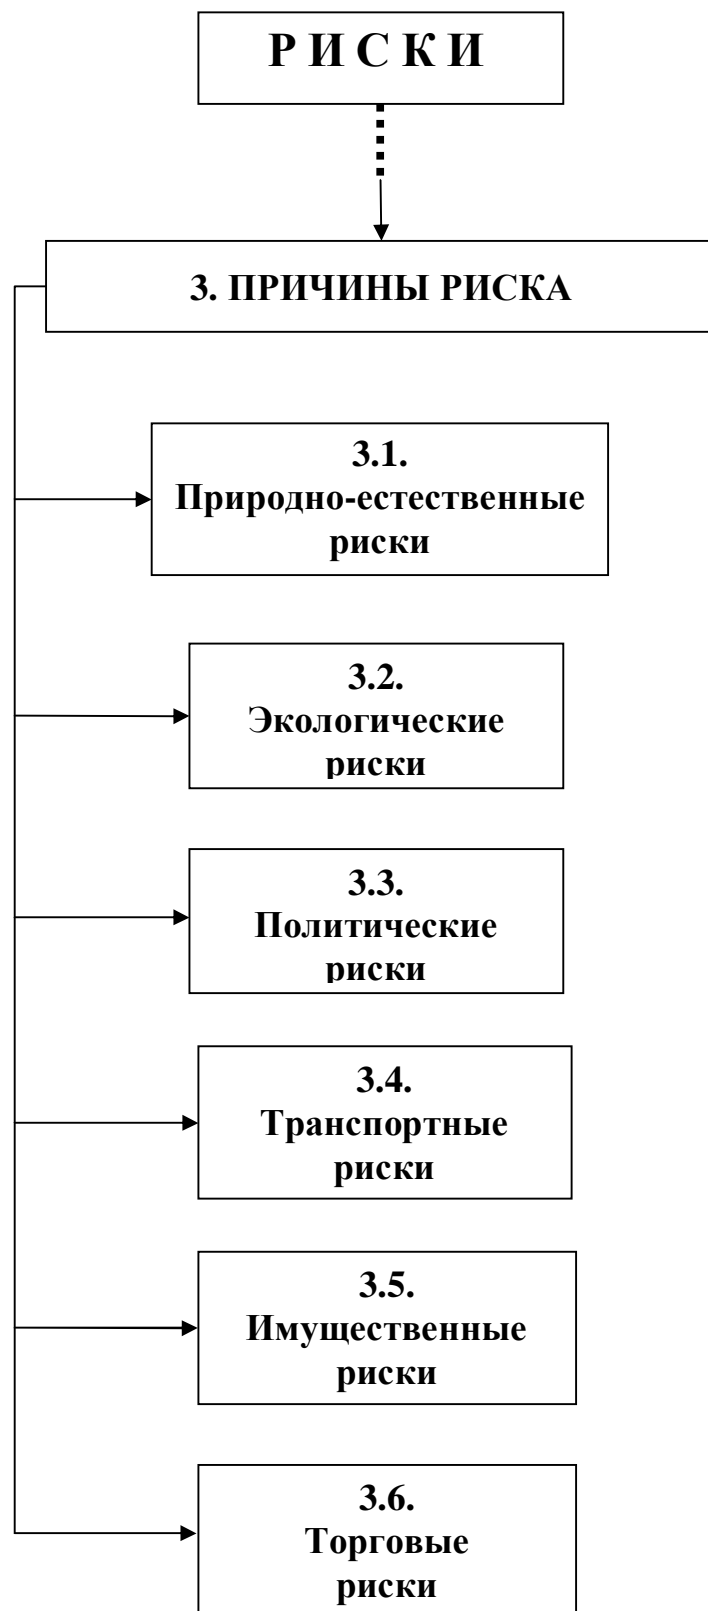 Р И С К И
3. ПРИЧИНЫ РИСКА
3.1.
Природно-естественные
риски
3.2.
Экологические
риски
3.3.
Политические
риски
3.4.
Транспортные
риски
3.5.
Имущественные
риски
3.6.
Торговые
риски